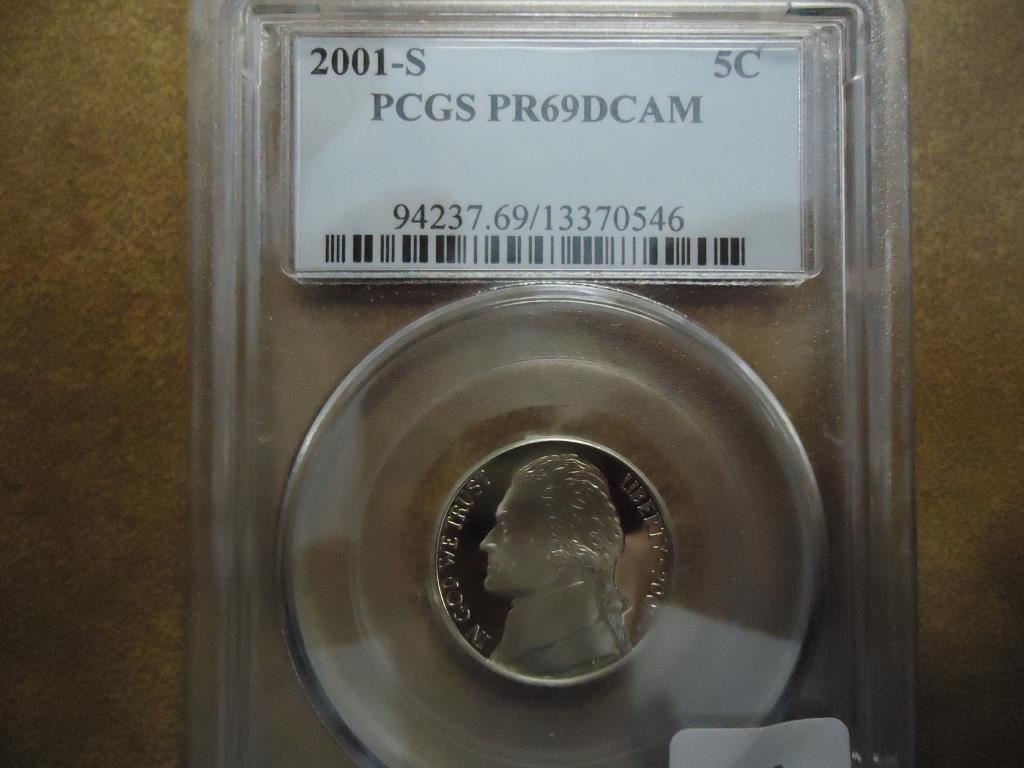 2001-S 5C
PCGS PR69DCAM
94237.69/13370546
IN GOD WE TRUST
LIBERTY